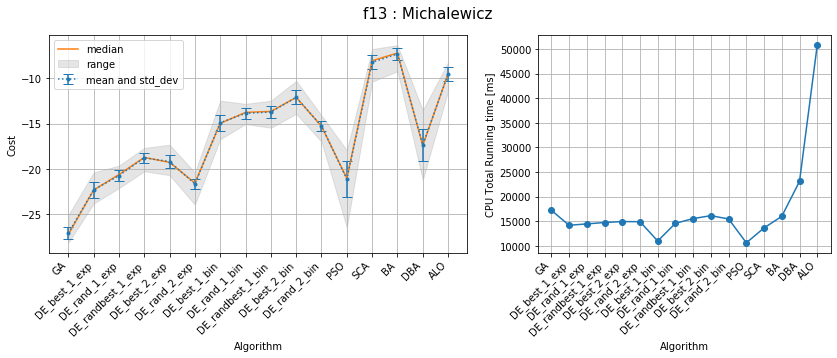 f13 : Michalewicz
median
range
mean and std_dev
Cost
−10
−15
−20
−25
GA
DE_best_1_exp
DE_rand_1_exp
DE_randbest_1_exp
DE_best_2_exp
DE_rand_2_exp
DE_best_1_bin
DE_rand_1_bin
DE_randbest_1_bin
DE_best_2_bin
DE_rand_2_bin
PSO
SCA
BA
DBA
ALO
Algorithm
CPU Total Running time [ms]
50000
45000
40000
35000
30000
25000
20000
15000
10000
GA
DE_best_1_exp
DE_rand_1_exp
DE_randbest_1_exp
DE_best_2_exp
DE_rand_2_exp
DE_best_1_bin
DE_rand_1_bin
DE_randbest_1_bin
DE_best_2_bin
DE_rand_2_bin
PSO
SCA
BA
DBA
ALO
Algorithm